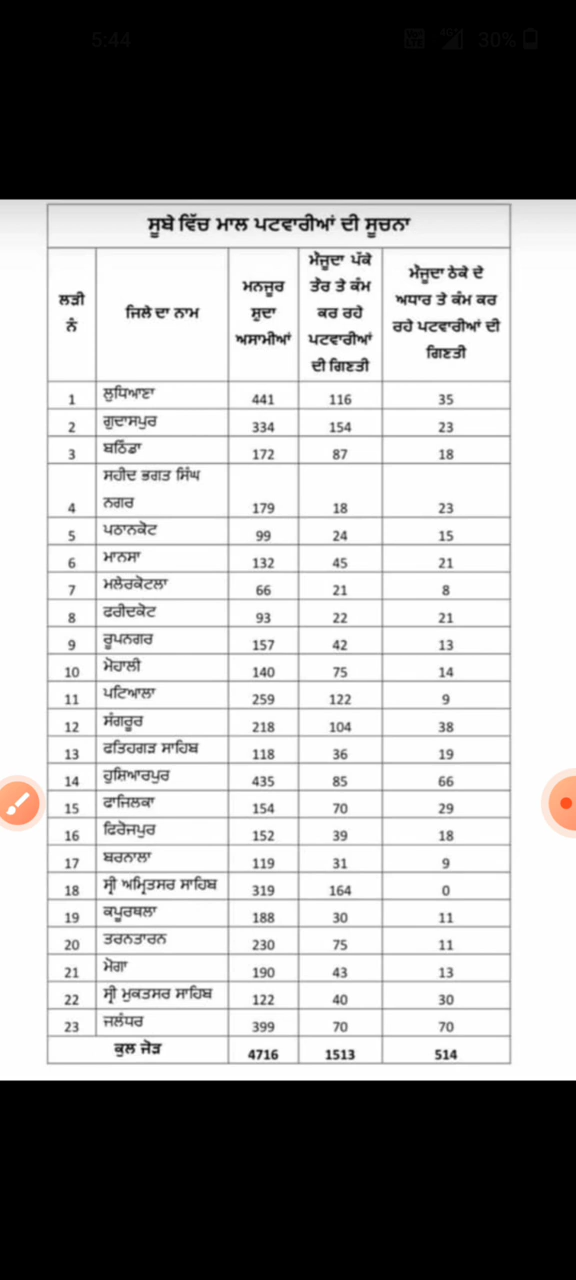 5:44
4G 30%
ਸੂਬੇ ਵਿੱਚ ਮਾਲ ਪਟਵਾਰੀਆਂ ਦੀ ਸੂਚਨਾ
ਲੜੀ ਨੰ ਜਿਲੇ ਦਾ ਨਾਮ ਮਨਜੂਰ ਸ਼ੁਦਾ ਅਸਾਮੀਆਂ ਮੌਜੂਦਾ ਪੱਕੇ ਤੌਰ ਤੇ ਕੰਮ ਕਰ ਰਹੇ ਪਟਵਾਰੀਆਂ ਦੀ ਗਿਣਤੀ ਮੌਜੂਦਾ ਠੇਕੇ ਦੇ ਅਧਾਰ ਤੇ ਕੰਮ ਕਰ ਰਹੇ ਪਟਵਾਰੀਆਂ ਦੀ ਗਿਣਤੀ
1 ਲੁਧਿਆਣਾ 441 116 35
2 ਗੁਦਾਸਪੁਰ 334 154 23
3 ਬਠਿੰਡਾ 172 87 18
4 ਸਹੀਦ ਭਗਤ ਸਿੰਘ ਨਗਰ 179 18 23
5 ਪਠਾਨਕੋਟ 99 24 15
6 ਮਾਨਸਾ 132 45 21
7 ਮਲੇਰਕੋਟਲਾ 66 21 8
8 ਫਰੀਦਕੋਟ 93 22 21
9 ਰੂਪਨਗਰ 157 42 13
10 ਮੋਹਾਲੀ 140 75 14
11 ਪਟਿਆਲਾ 259 122 9
12 ਸੰਗਰੂਰ 218 104 38
13 ਫਤਿਹਗੜ ਸਾਹਿਬ 118 36 19
14 ਹੁਸ਼ਿਆਰਪੁਰ 435 85 66
15 ਫਾਜਿਲਕਾ 154 70 29
16 ਫਿਰੋਜਪੁਰ 152 39 18
17 ਬਰਨਾਲਾ 119 31 9
18 ਸ੍ਰੀ ਅਮ੍ਰਿਤਸਰ ਸਾਹਿਬ 319 164 0
19 ਕਪੂਰਥਲਾ 188 30 11
20 ਤਰਨਤਾਰਨ 230 75 11
21 ਮੋਗਾ 190 43 13
22 ਸ੍ਰੀ ਮੁਕਤਸਰ ਸਾਹਿਬ 122 40 30
23 ਜਲੰਧਰ 399 70 70
ਕੁਲ ਜੋੜ 4716 1513 514